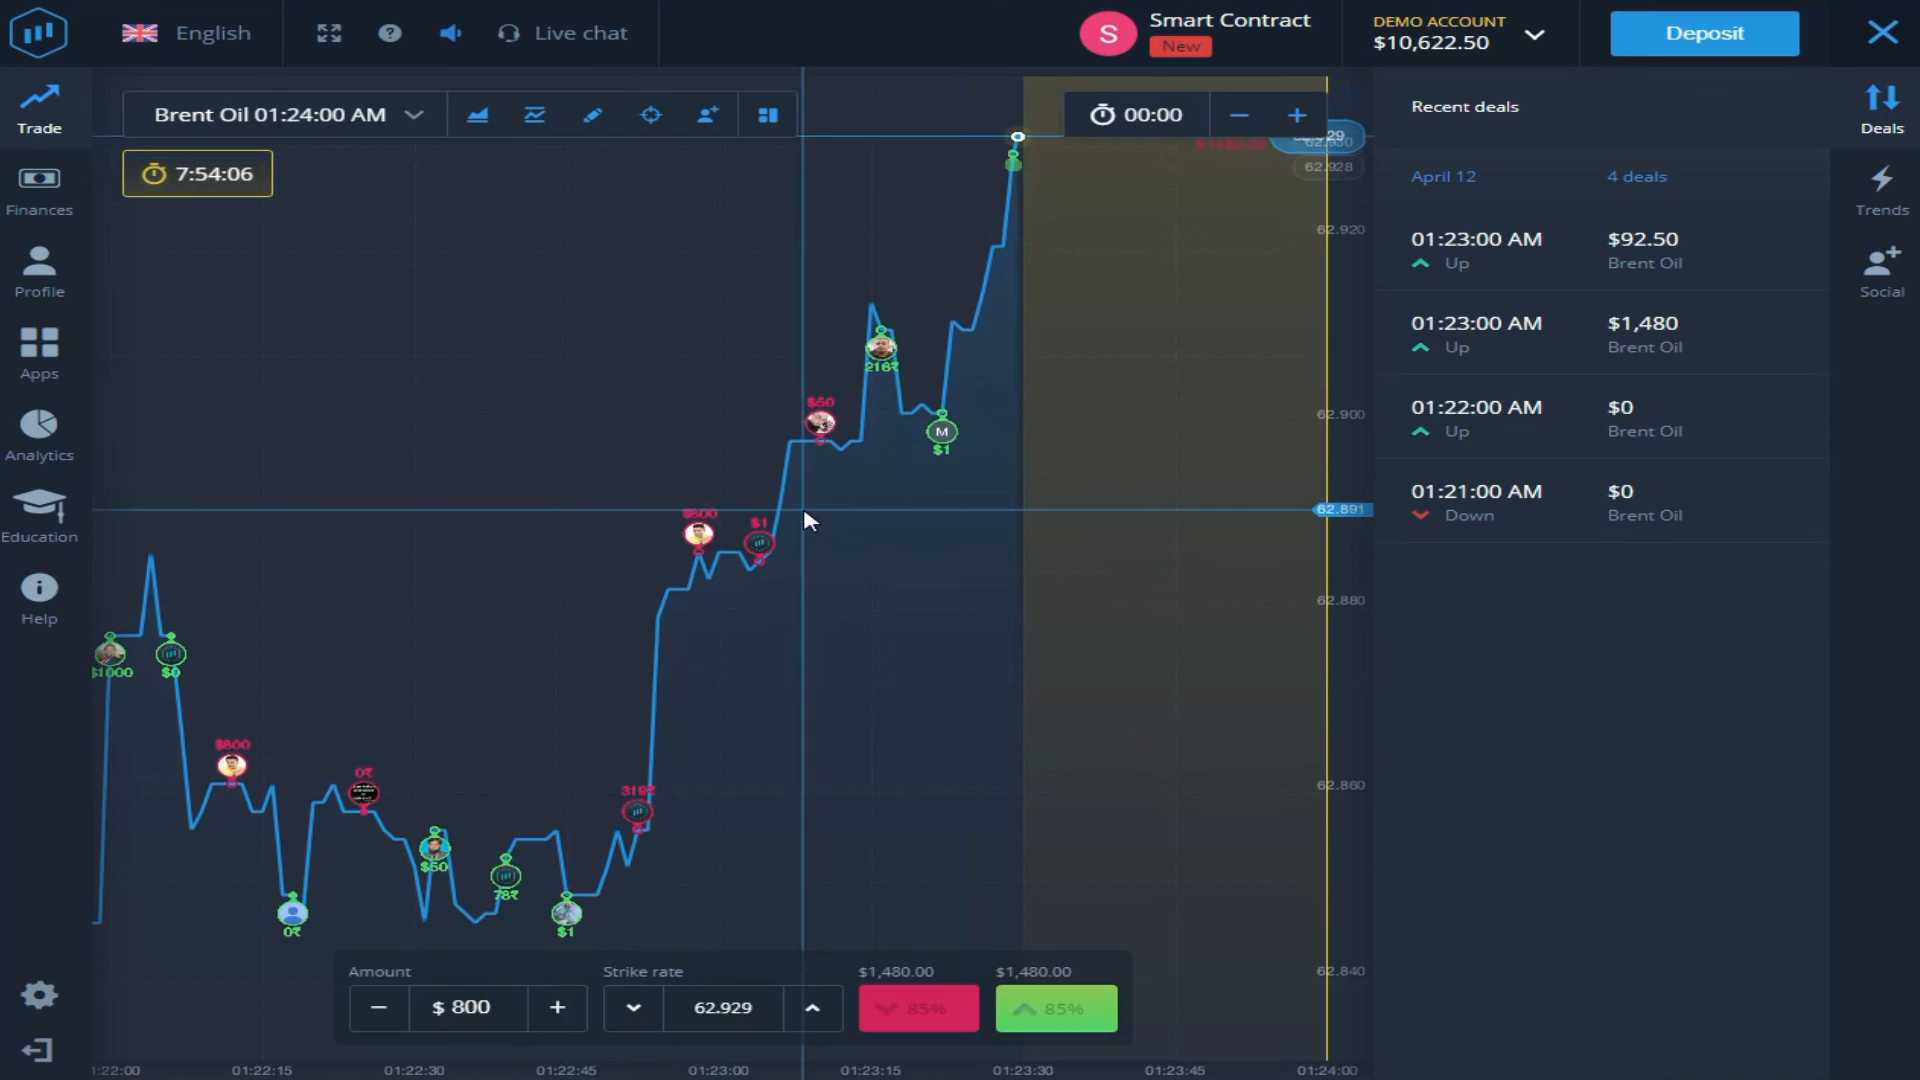 English
Live chat
S
Smart Contract
New
DEMO ACCOUNT
$10,622.50
Deposit
Trade
Finances
Profile
Apps
Analytics
Education
Help
Brent Oil 01:24:00 AM
7:54:06
00:00
62.930
62.928
62.920
62.900
62.891
62.880
62.860
62.840
$1000
$0
$800
0₹
0₹
$50
78₹
$1
319₹
$800
$1
$50
216₹
M
$1
Amount
$ 800
Strike rate
62.929
$1,480.00
85%
$1,480.00
85%
01:22:15
01:22:30
01:22:45
01:23:00
01:23:15
01:23:30
01:23:45
01:24:00
Recent deals
April 12 4 deals
01:23:00 AM $92.50
Up Brent Oil
01:23:00 AM $1,480
Up Brent Oil
01:22:00 AM $0
Up Brent Oil
01:21:00 AM $0
Down Brent Oil
Deals
Trends
Social